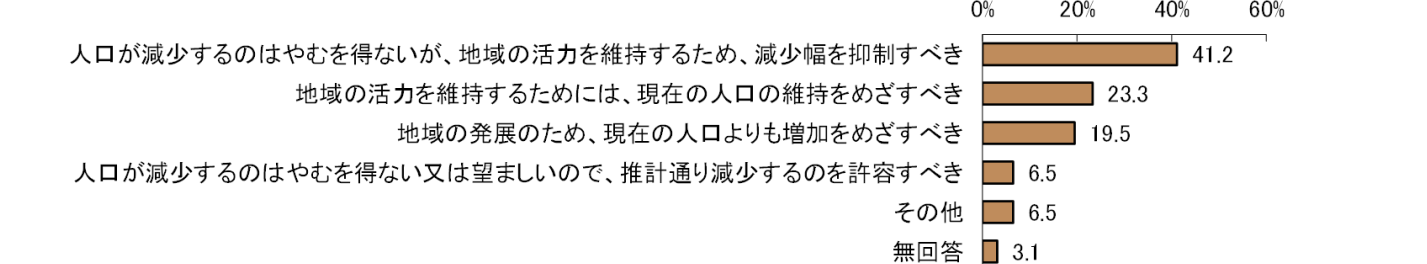 0% 20% 40% 60%
人口が減少するのはやむを得ないが、地域の活力を維持するため、減少幅を抑制すべき 41.2
地域の活力を維持するためには、現在の人口の維持をめざすべき 23.3
地域の発展のため、現在の人口よりも増加をめざすべき 19.5
人口が減少するのはやむを得ない又は望ましいので、推計通り減少するのを許容すべき 6.5
その他 6.5
無回答 3.1